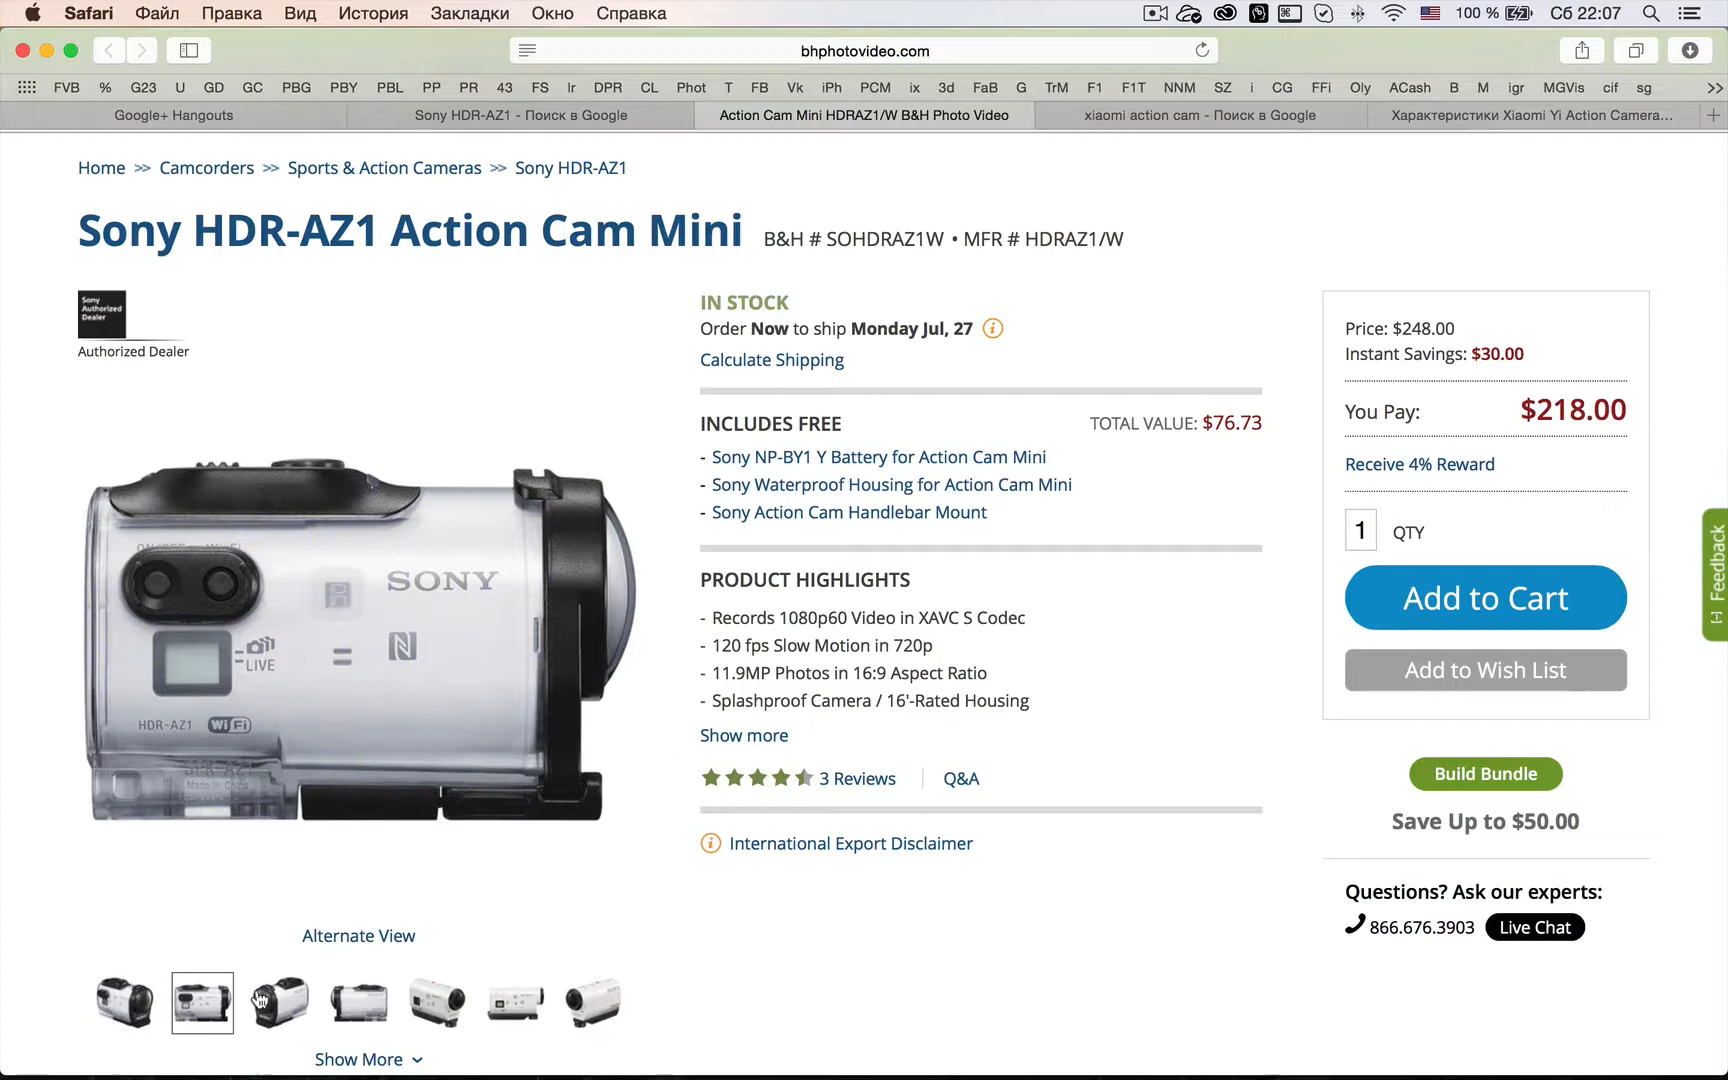 Safari Файл Правка Вид История Закладки Окно Справка 100 % Сб 22:07
bhphotovideo.com
FVB % G23 U GD GC PBG PBY PBL PP PR 43 FS Ir DPR CL Phot T FB Vk iPh PCM ix 3d FaB G TrM F1 F1T NNM SZ i CG FFi Oly ACash B M igr MGVis cif sg >>
Google+ Hangouts Sony HDR-AZ1 - Поиск в Google Action Cam Mini HDRAZ1/W B&H Photo Video xiaomi action cam - Поиск в Google Характеристики Xiaomi Yi Action Camera...
Home >> Camcorders >> Sports & Action Cameras >> Sony HDR-AZ1
Sony HDR-AZ1 Action Cam Mini B&H # SOHDRAZ1W • MFR # HDRAZ1/W
Sony
Authorized
Dealer
Authorized Dealer
IN STOCK
Order Now to ship Monday Jul, 27
Calculate Shipping
INCLUDES FREE TOTAL VALUE: $76.73
- Sony NP-BY1 Y Battery for Action Cam Mini
- Sony Waterproof Housing for Action Cam Mini
- Sony Action Cam Handlebar Mount
PRODUCT HIGHLIGHTS
- Records 1080p60 Video in XAVC S Codec
- 120 fps Slow Motion in 720p
- 11.9MP Photos in 16:9 Aspect Ratio
- Splashproof Camera / 16'-Rated Housing
Show more
3 Reviews Q&A
International Export Disclaimer
Price: $248.00
Instant Savings: $30.00
You Pay: $218.00
Receive 4% Reward
1 QTY
Add to Cart
Add to Wish List
Build Bundle
Save Up to $50.00
Questions? Ask our experts:
866.676.3903 Live Chat
[+] Feedback
SONY
LIVE
HDR-AZ1 Wi Fi
Made in China
Alternate View
Show More